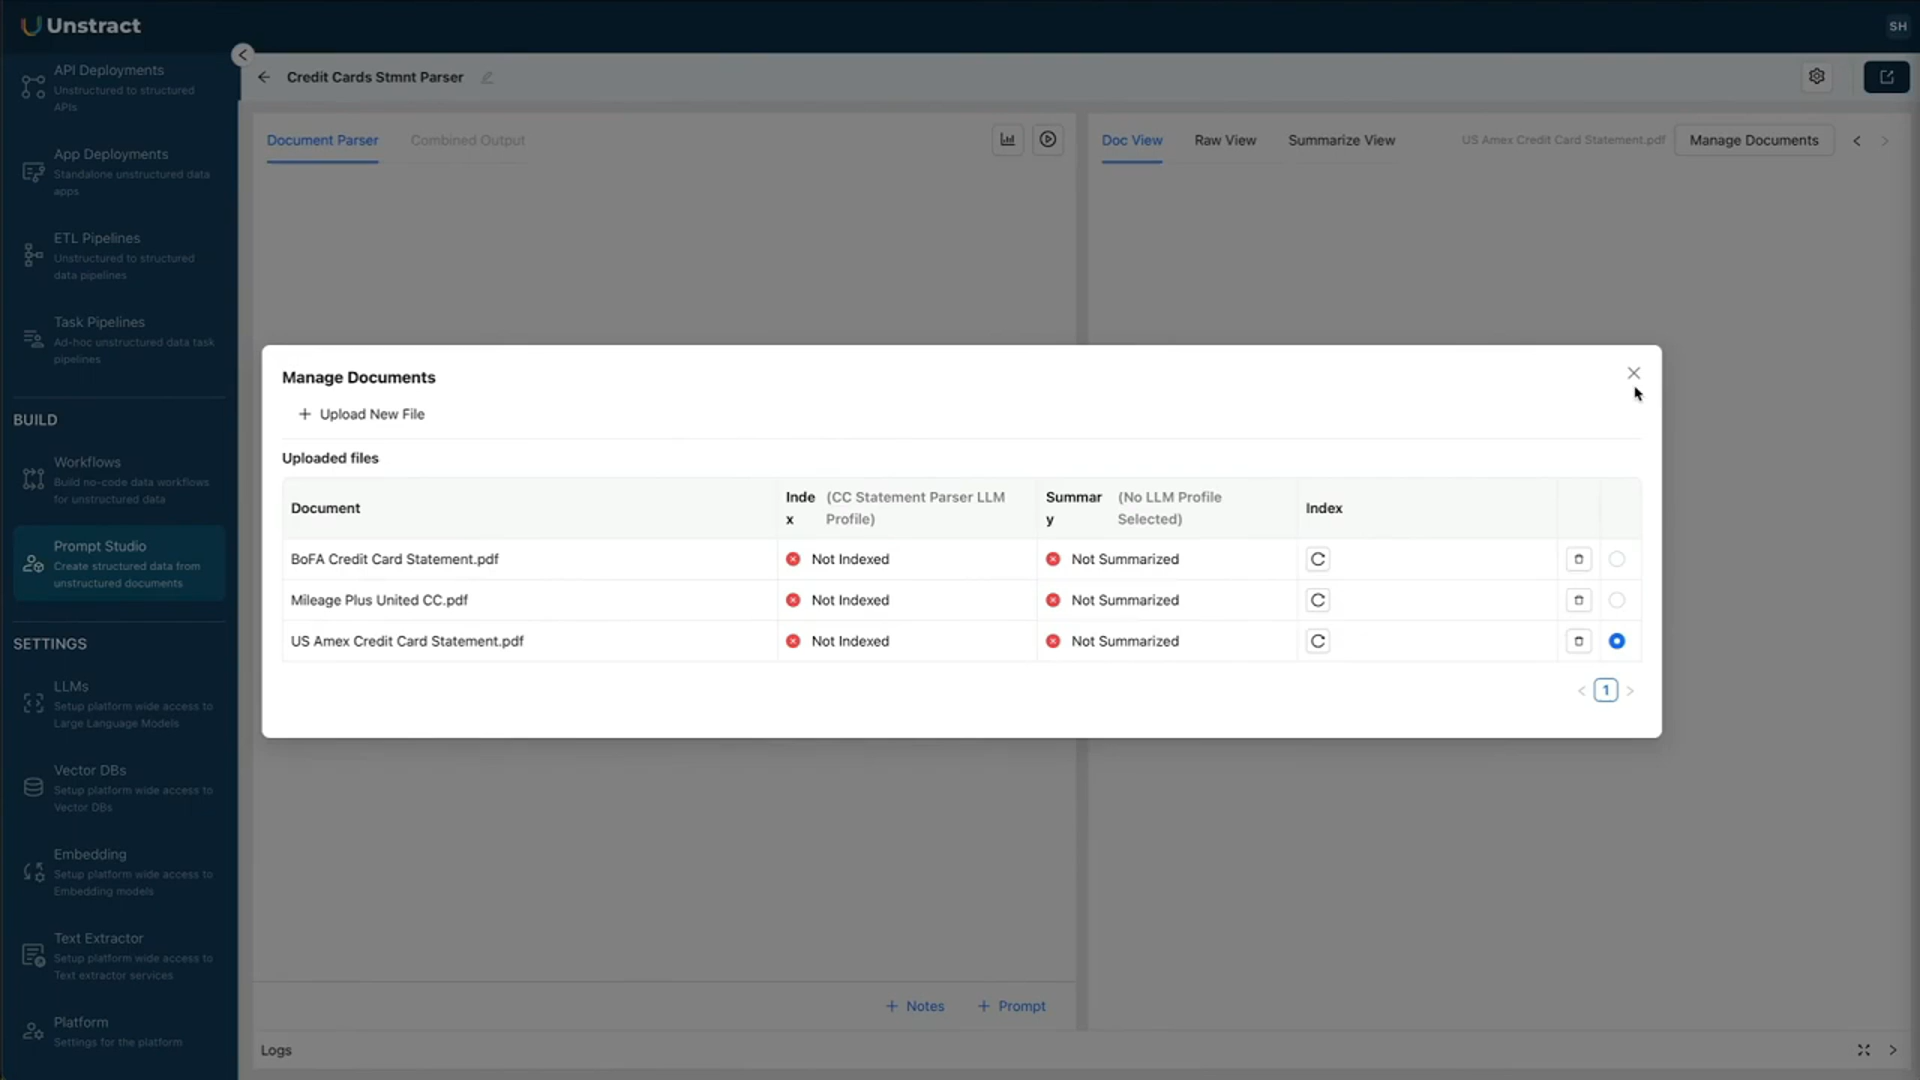 Unstract
SH
API Deployments
Unstructured to structured
APIs
App Deployments
Standalone unstructured data
apps
ETL Pipelines
Unstructured to structured
data pipelines
Task Pipelines
Ad-hoc unstructured data task
pipelines
BUILD
Workflows
Build no-code data workflows
for unstructured data
Prompt Studio
Create structured data from
unstructured documents
SETTINGS
LLMs
Setup platform wide access to
Large Language Models
Vector DBs
Setup platform wide access to
Vector DBs
Embedding
Setup platform wide access to
Embedding models
Text Extractor
Setup platform wide access to
Text extractor services
Platform
Settings for the platform
Credit Cards Stmnt Parser
Document Parser Combined Output
Doc View Raw View Summarize View US Amex Credit Card Statement.pdf Manage Documents
Manage Documents
+ Upload New File
Uploaded files
Document Index (CC Statement Parser LLM Profile) Summary (No LLM Profile Selected) Index
BoFA Credit Card Statement.pdf Not Indexed Not Summarized
Mileage Plus United CC.pdf Not Indexed Not Summarized
US Amex Credit Card Statement.pdf Not Indexed Not Summarized
< 1 >
+ Notes + Prompt
Logs